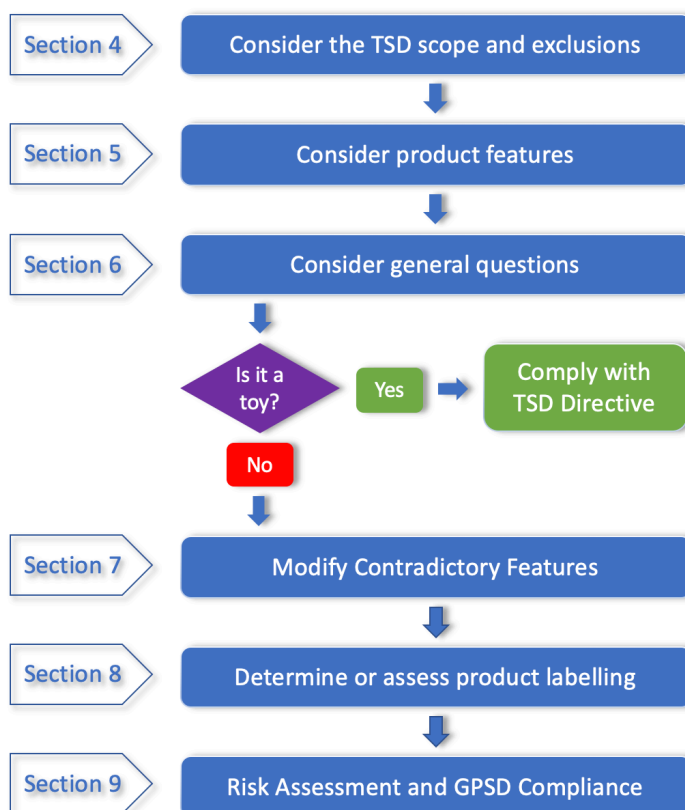 Section 4
Consider the TSD scope and exclusions
Section 5
Consider product features
Section 6
Consider general questions
Is it a
toy?
Yes
Comply with
TSD Directive
No
Section 7
Modify Contradictory Features
Section 8
Determine or assess product labelling
Section 9
Risk Assessment and GPSD Compliance